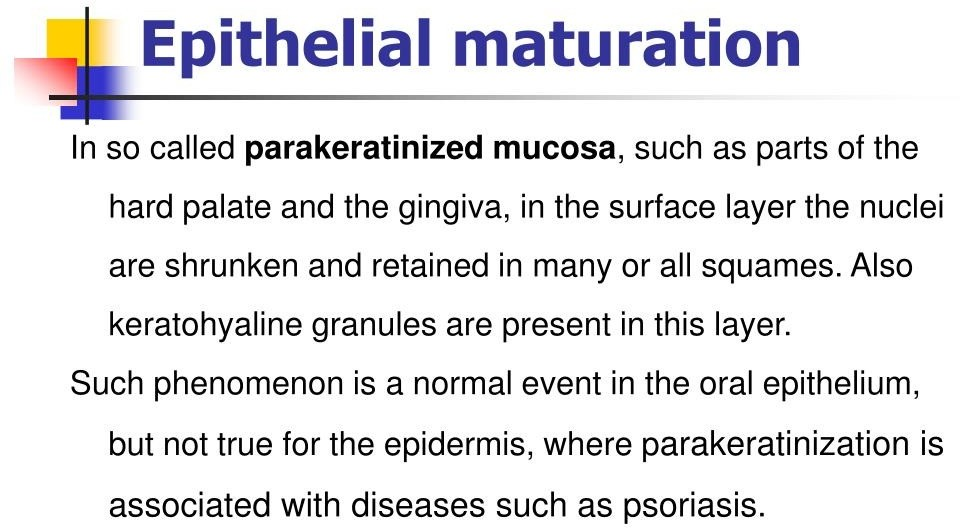 Epithelial maturation
In so called parakeratinized mucosa, such as parts of the
hard palate and the gingiva, in the surface layer the nuclei
are shrunken and retained in many or all squames. Also
keratohyaline granules are present in this layer.
Such phenomenon is a normal event in the oral epithelium,
but not true for the epidermis, where parakeratinization is
associated with diseases such as psoriasis.